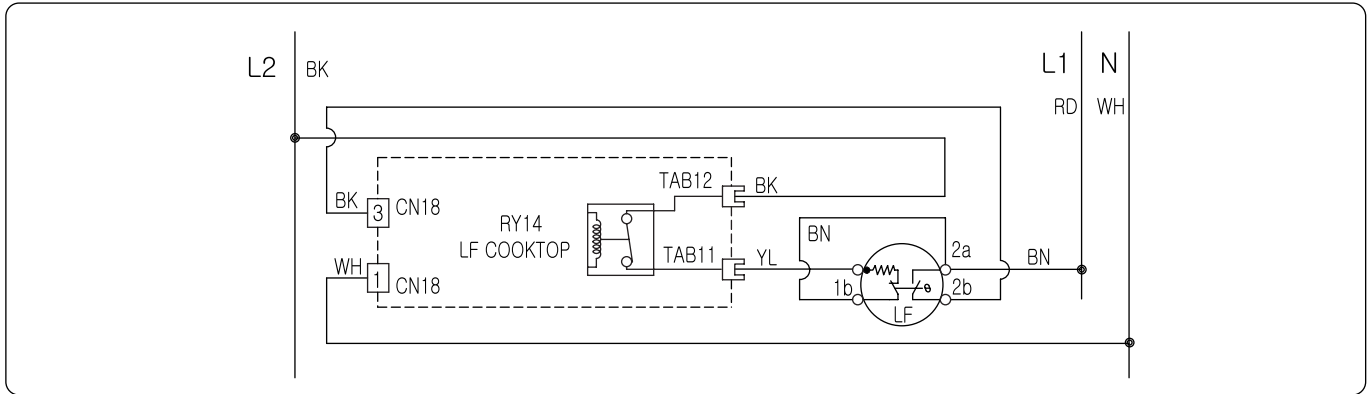 L2
BK
L1
N
RD
WH
TAB12
BK
BK
3
CN18
RY14
LF COOKTOP
TAB11
YL
BN
2a
BN
WH
1
CN18
1b
θ
2b
LF